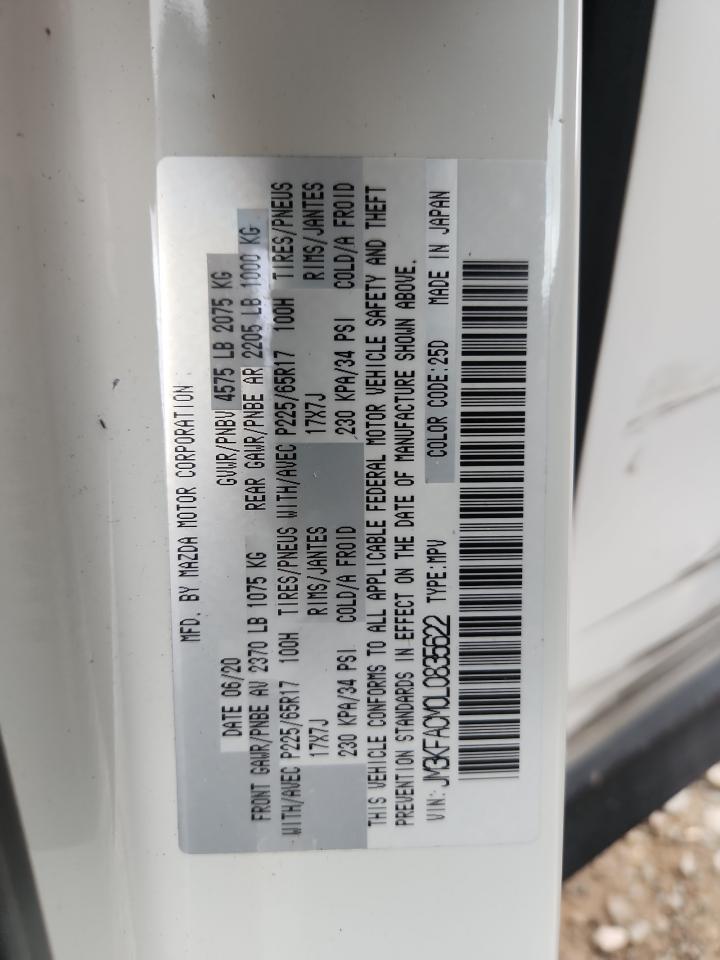 MFD. BY MAZDA MOTOR CORPORATION
DATE 06/20 GVWR/PNBV 4575 LB 2075 KG
FRONT GAWR/PNBE AV 2370 LB 1075 KG REAR GAWR/PNBE AR 2205 LB 1000 KG
WITH/AVEC P225/65R17 100H TIRES/PNEUS WITH/AVEC P225/65R17 100H TIRES/PNEUS
17X7J RIMS/JANTES 17X7J RIMS/JANTES
230 KPA/34 PSI COLD/A FROID 230 KPA/34 PSI COLD/A FROID
THIS VEHICLE CONFORMS TO ALL APPLICABLE FEDERAL MOTOR VEHICLE SAFETY AND THEFT
PREVENTION STANDARDS IN EFFECT ON THE DATE OF MANUFACTURE SHOWN ABOVE.
VIN: JM3KFACM0L0835622 TYPE:MPV COLOR CODE:25D MADE IN JAPAN